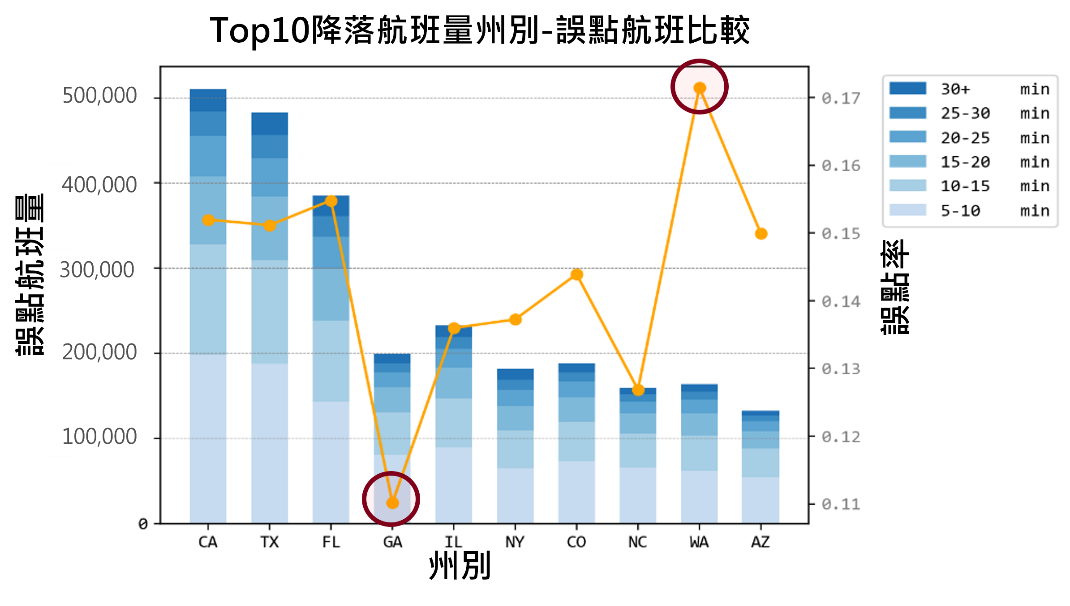 Top10降落航班量州別-誤點航班比較
誤點航班量
500,000
400,000
300,000
200,000
100,000
0
CA TX FL GA IL NY CO NC WA AZ
州別
0.17
0.16
0.15
0.14
0.13
0.12
0.11
誤點率
30+ min
25-30 min
20-25 min
15-20 min
10-15 min
5-10 min